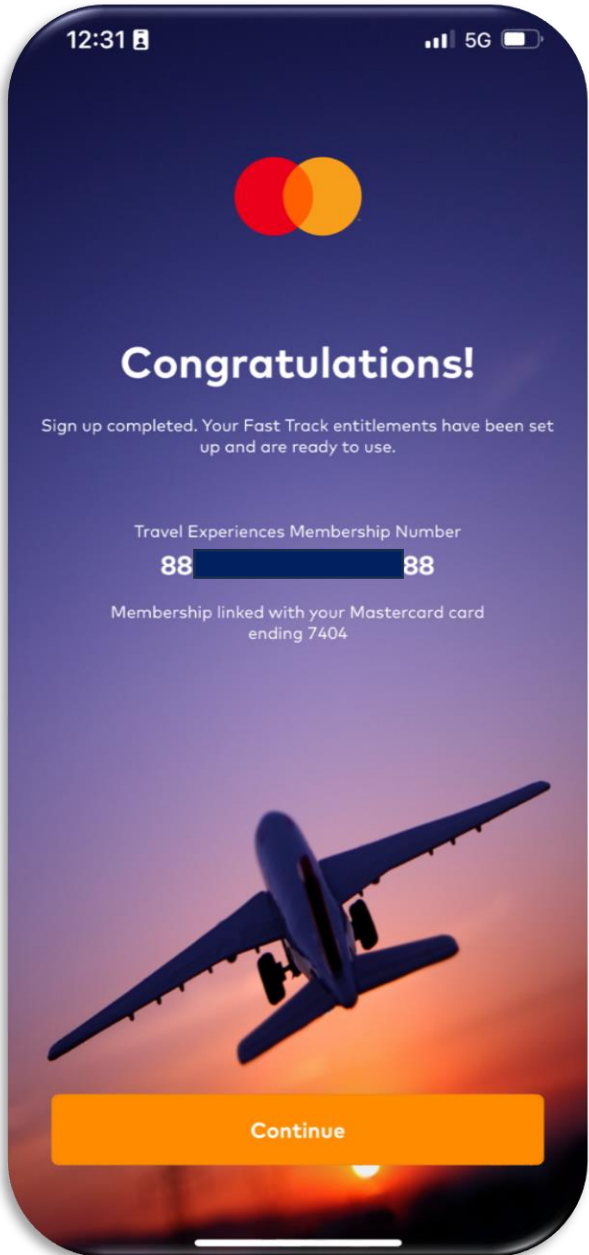 12:31
5G
Congratulations!
Sign up completed. Your Fast Track entitlements have been set
up and are ready to use.
Travel Experiences Membership Number
88 88
Membership linked with your Mastercard card
ending 7404
Continue